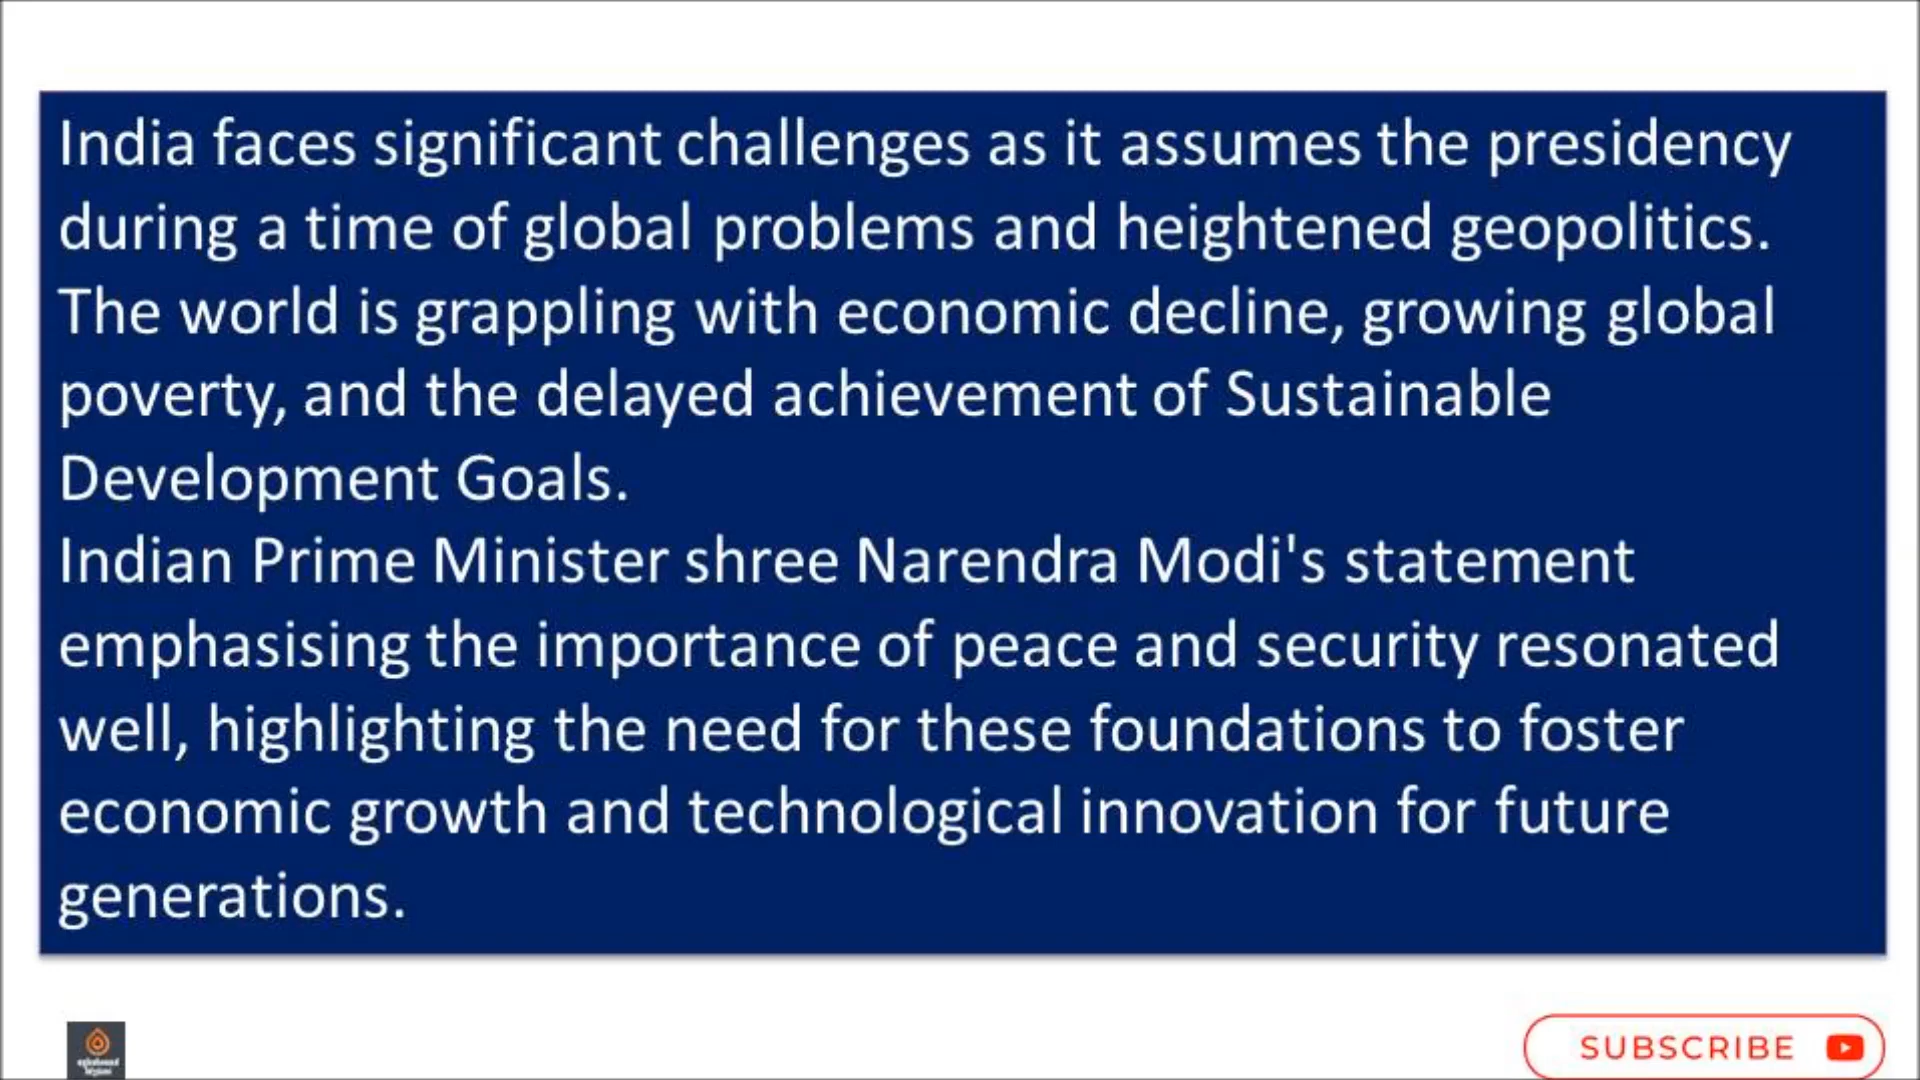 India faces significant challenges as it assumes the presidency
during a time of global problems and heightened geopolitics.
The world is grappling with economic decline, growing global
poverty, and the delayed achievement of Sustainable
Development Goals.
Indian Prime Minister shree Narendra Modi's statement
emphasising the importance of peace and security resonated
well, highlighting the need for these foundations to foster
economic growth and technological innovation for future
generations.
SUBSCRIBE